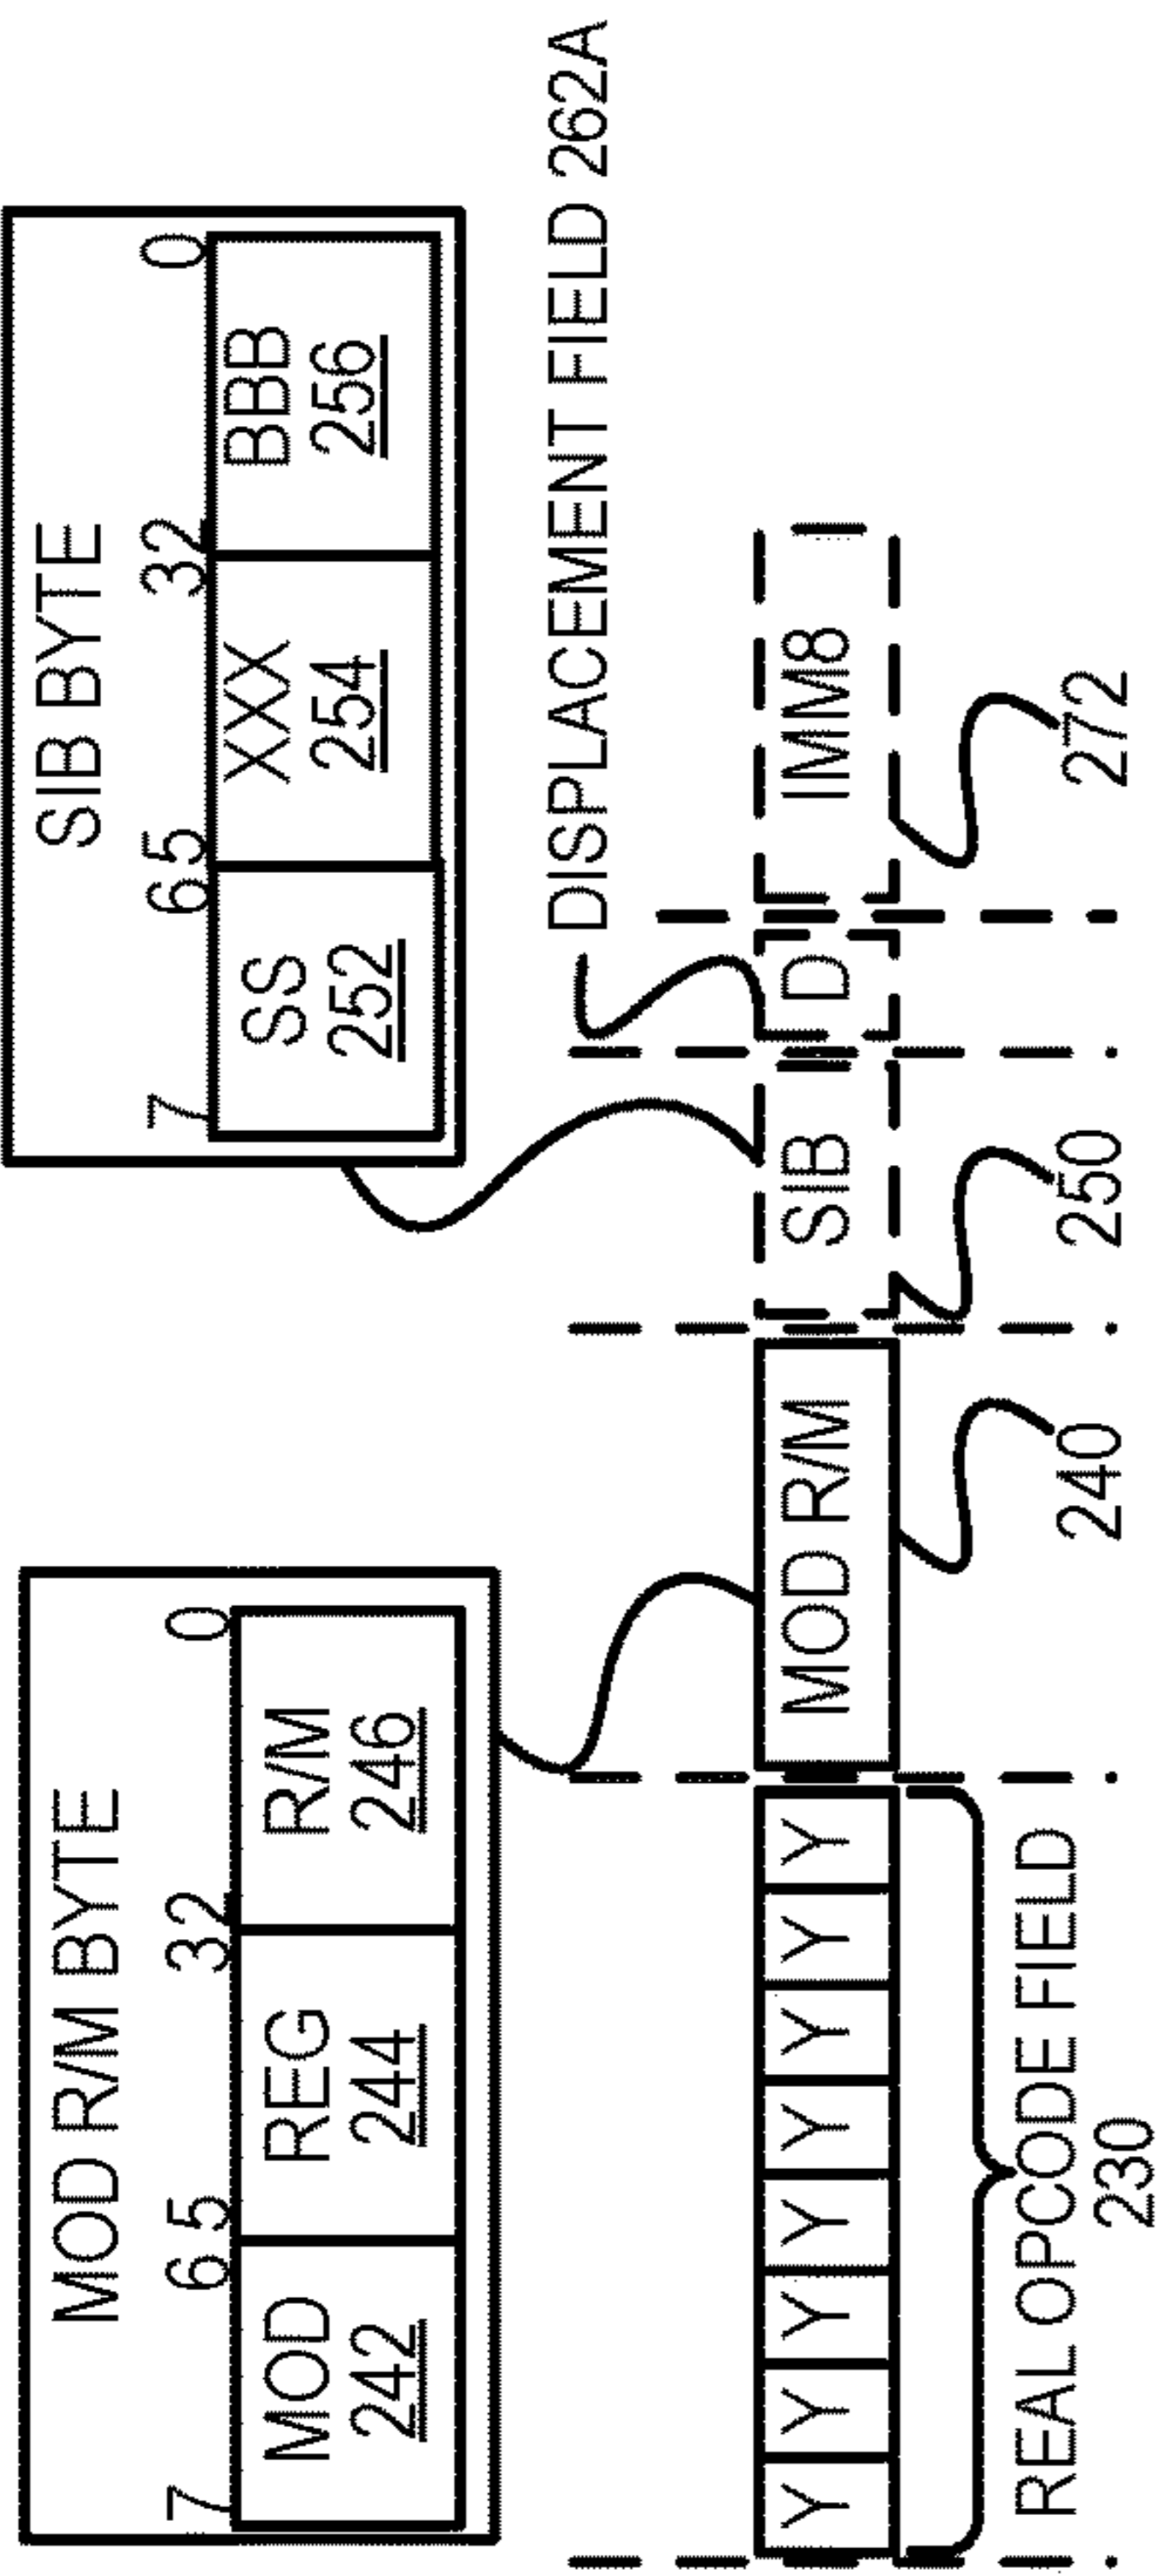 MOD R/M BYTE
7 6 5 3 2 0
MOD REG R/M
242 244 246
SIB BYTE
7 6 5 3 2 0
SS XXX BBB
252 254 256
DISPLACEMENT FIELD 262A
Y Y Y Y Y Y Y Y MOD R/M SIB D IMM8
REAL OPCODE FIELD
230
240 250 272